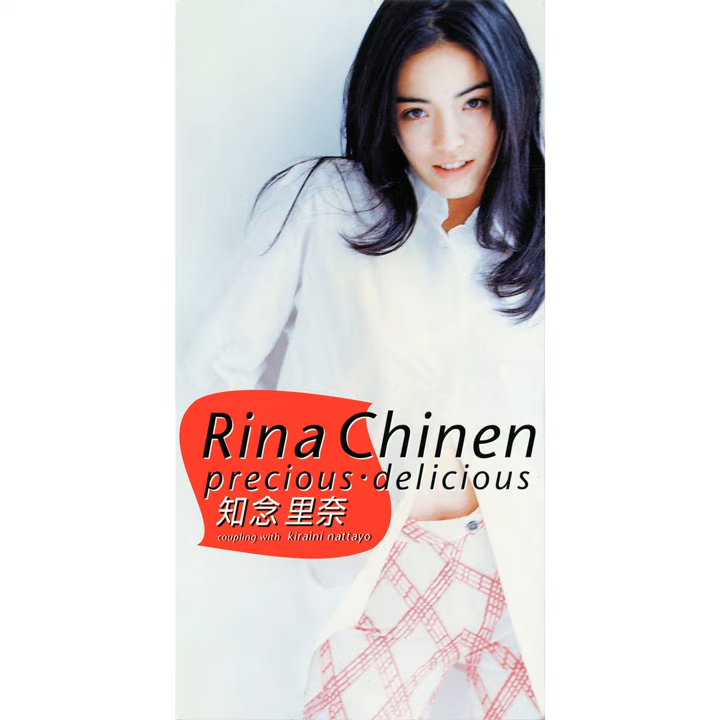 Rina Chinen
precious・delicious
知念里奈
coupling with kiraini nattayo